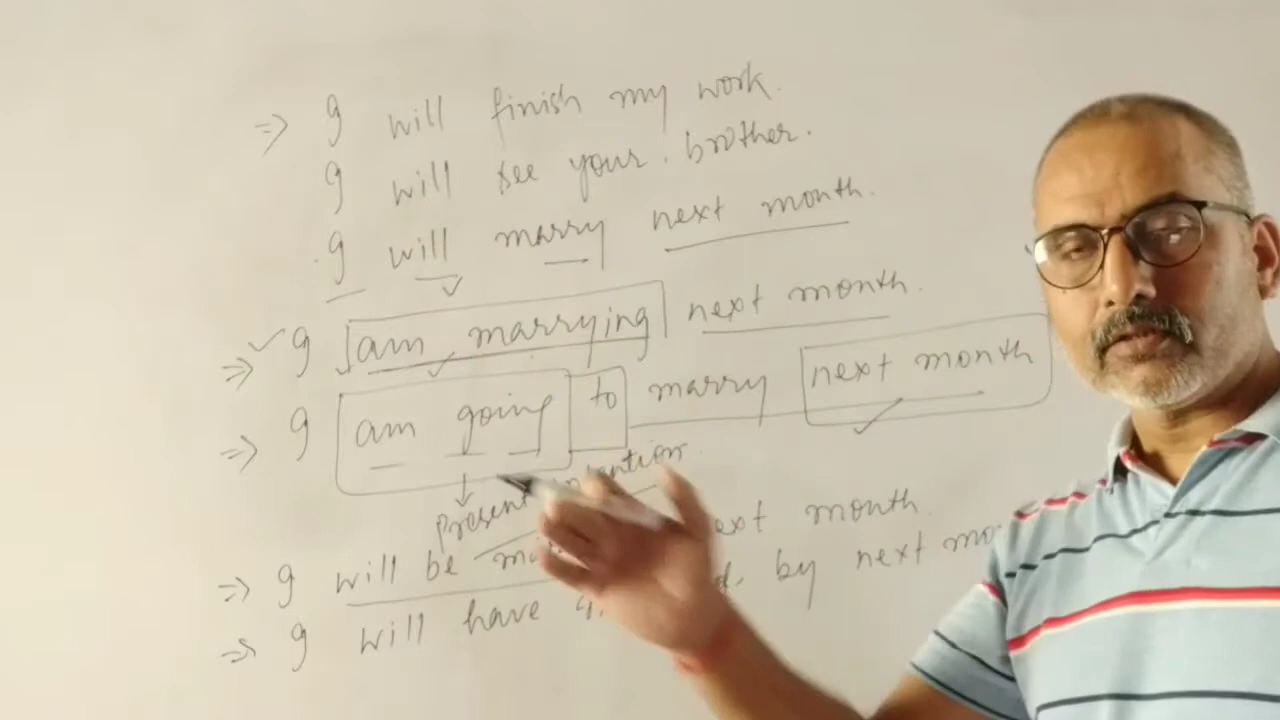 => I will finish my work.
I will see your brother.
I will marry next month.
=> I am marrying next month.
=> I am going to marry next month
Present
=> I will be next month.
=> I will have by next